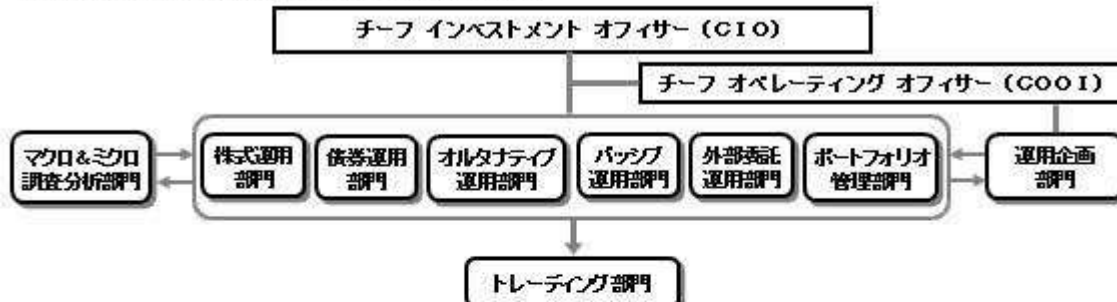 チーフ インベストメント オフィサー (CIO)
チーフ オペレーティング オフィサー (COOI)
マクロ&ミクロ
調査分析部門
株式運用
部門
債券運用
部門
オルタナティブ
運用部門
パッシブ
運用部門
外部委託
運用部門
ポートフォリオ
管理部門
運用企画
部門
トレーディング部門